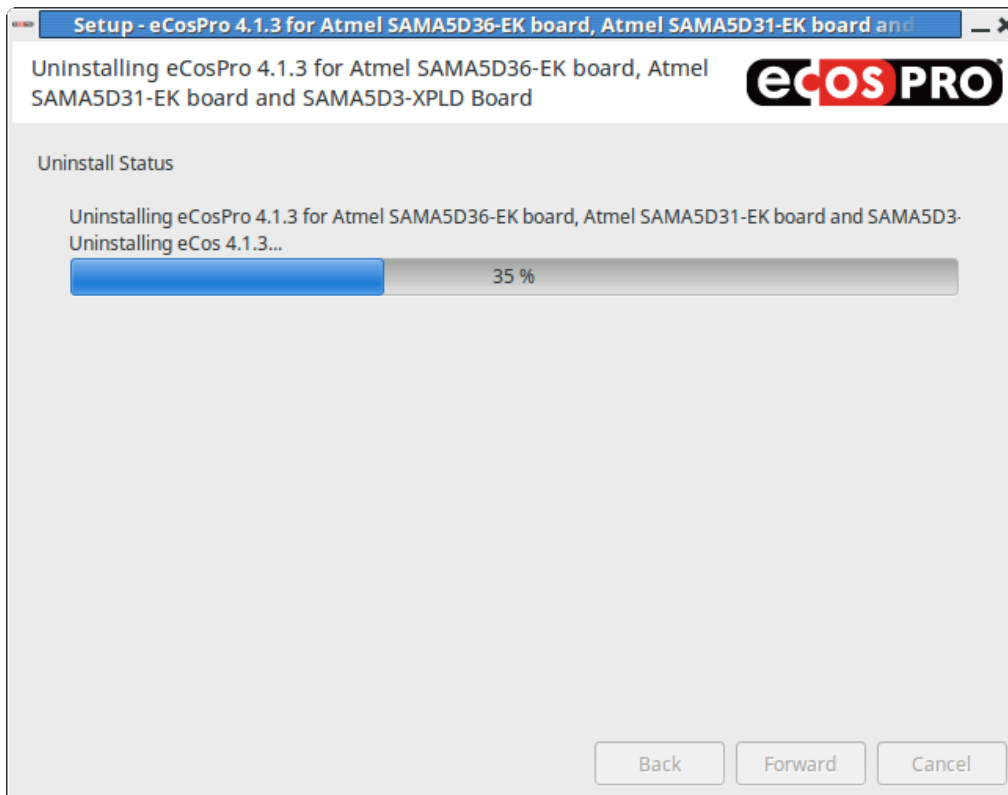 Setup - eCosPro 4.1.3 for Atmel SAMA5D36-EK board, Atmel SAMA5D31-EK board and
Uninstalling eCosPro 4.1.3 for Atmel SAMA5D36-EK board, Atmel
SAMA5D31-EK board and SAMA5D3-XPLD Board
eCOS PRO
Uninstall Status
Uninstalling eCosPro 4.1.3 for Atmel SAMA5D36-EK board, Atmel SAMA5D31-EK board and SAMA5D3-
Uninstalling eCos 4.1.3...
35 %
Back Forward Cancel